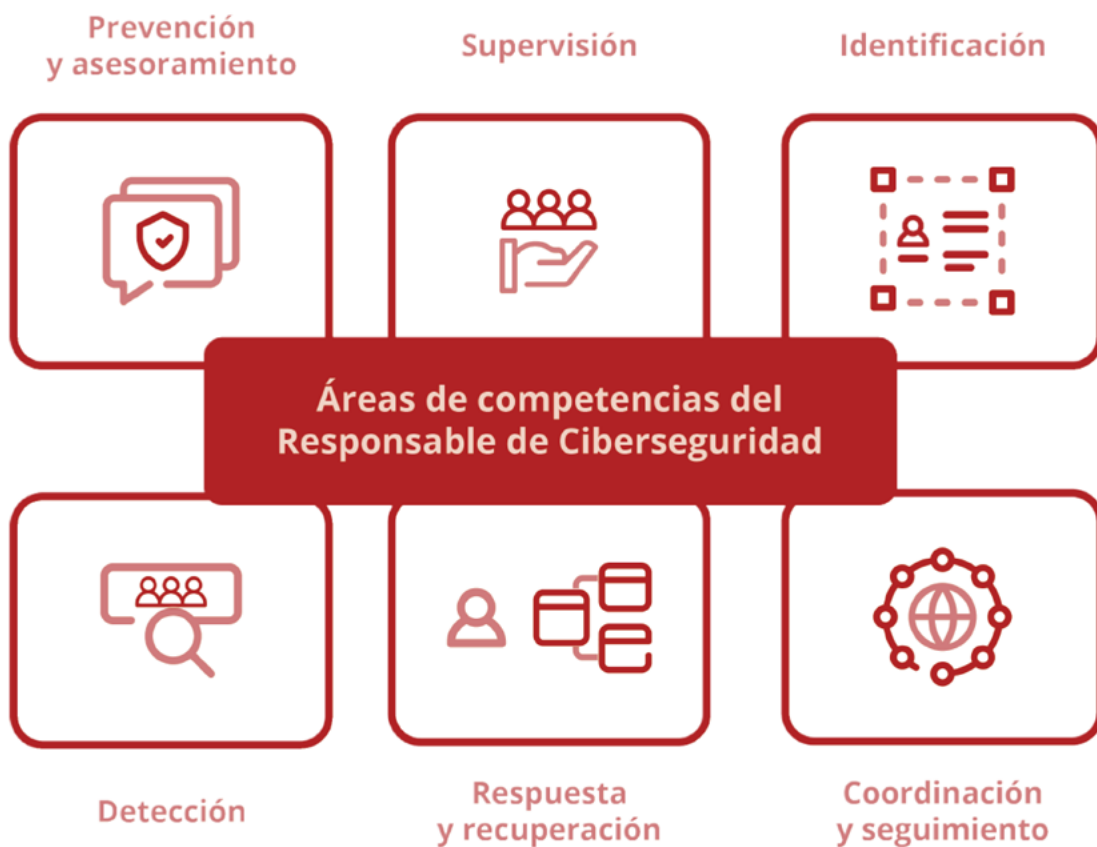 Prevención
y asesoramiento
Supervisión
Identificación
Áreas de competencias del
Responsable de Ciberseguridad
Detección
Respuesta
y recuperación
Coordinación
y seguimiento